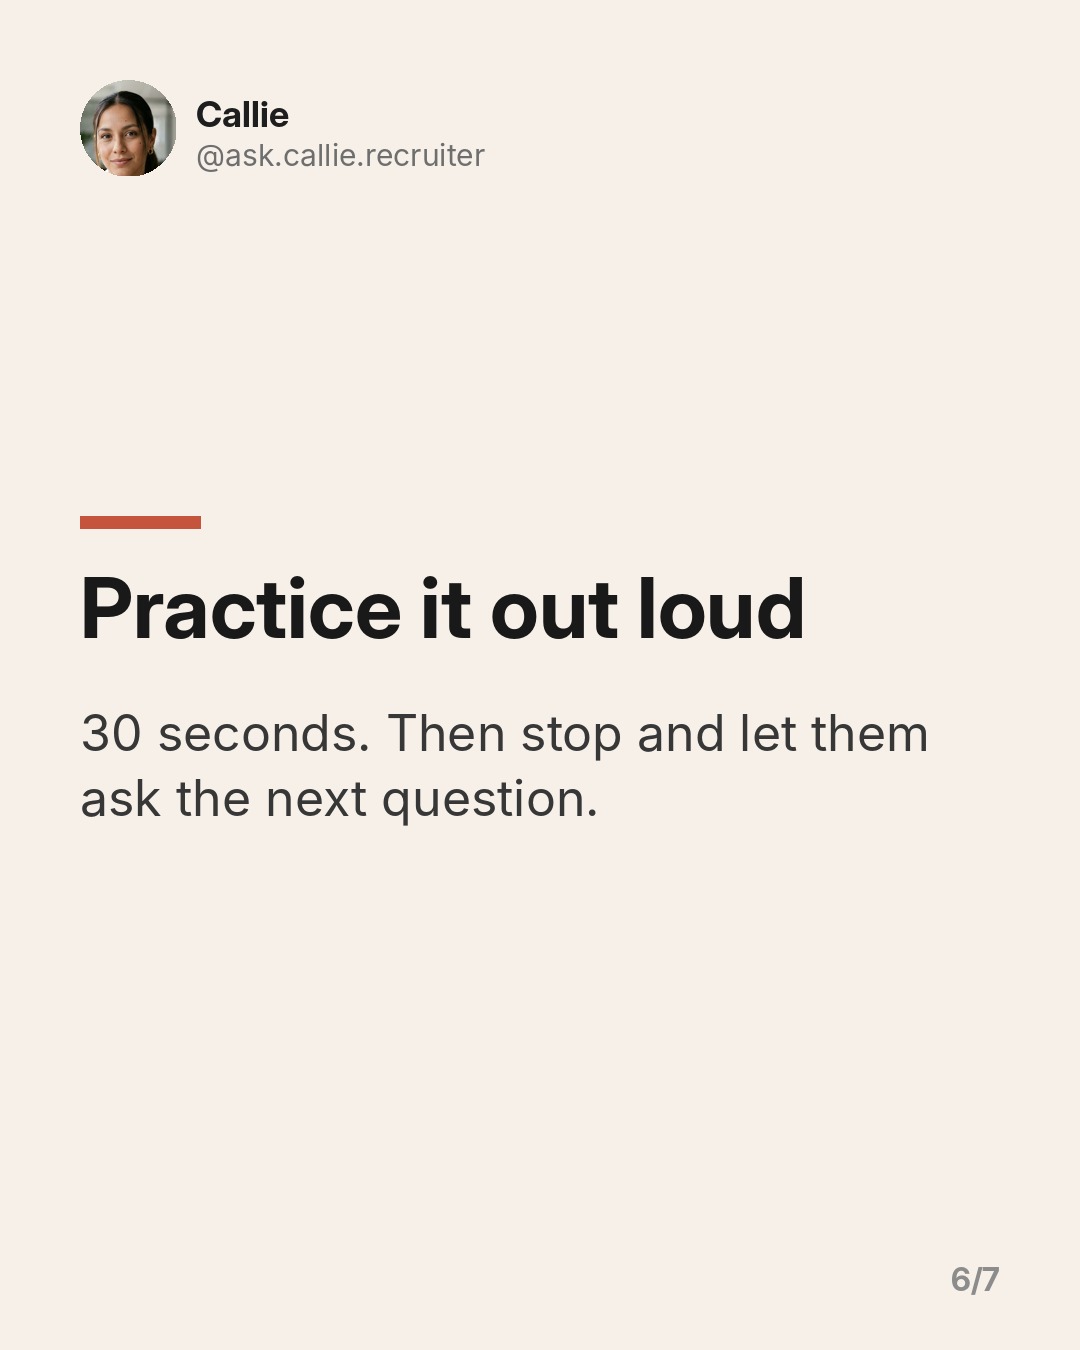 Callie
@ask.callie.recruiter
Practice it out loud
30 seconds. Then stop and let them
ask the next question.
6/7